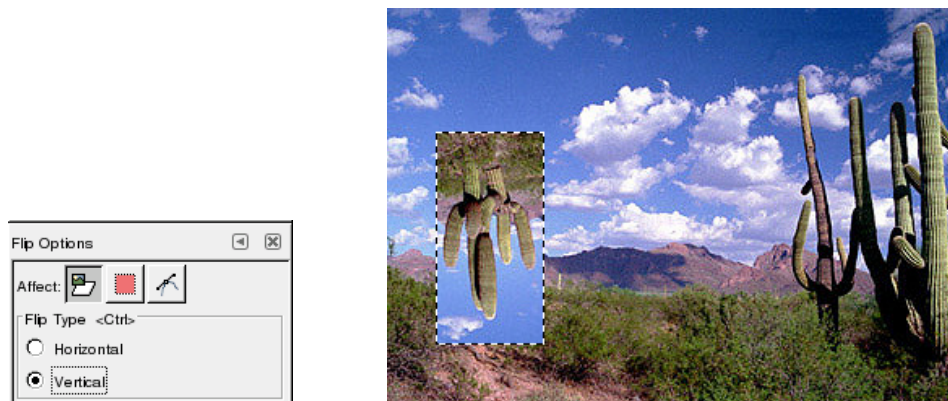 Flip Options
Affect:
Flip Type <Ctrl>
Horizontal
Vertical